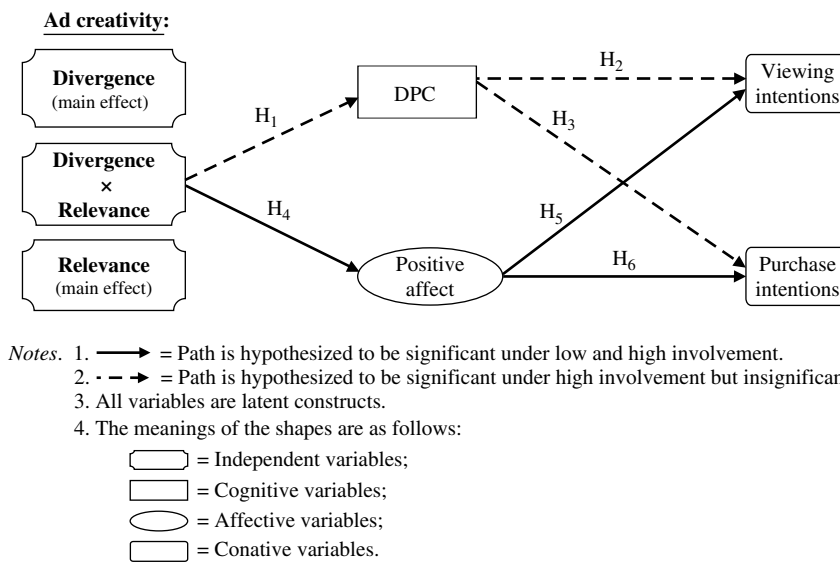 Ad creativity:
Divergence
(main effect)
Divergence
×
Relevance
Relevance
(main effect)
H1
H4
DPC
Positive
affect
H2
H3
H5
H6
Viewing
intentions
Purchase
intentions
Notes. 1. = Path is hypothesized to be significant under low and high involvement.
2. = Path is hypothesized to be significant under high involvement but
3. All variables are latent constructs.
4. The meanings of the shapes are as follows:
= Independent variables;
= Cognitive variables;
= Affective variables;
= Conative variables.